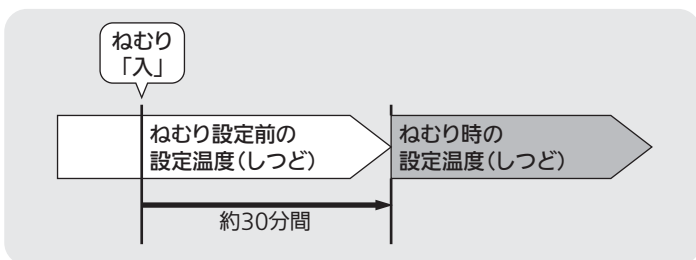 ねむり
「入」
ねむり設定前の
設定温度（しつど）
ねむり時の
設定温度（しつど）
約30分間